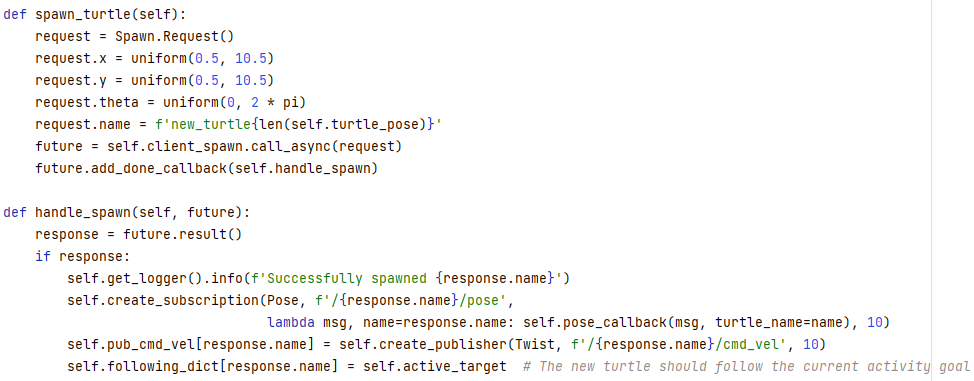 def spawn_turtle(self):
    request = Spawn.Request()
    request.x = uniform(0.5, 10.5)
    request.y = uniform(0.5, 10.5)
    request.theta = uniform(0, 2 * pi)
    request.name = f'new_turtle{len(self.turtle_pose)}'
    future = self.client_spawn.call_async(request)
    future.add_done_callback(self.handle_spawn)

def handle_spawn(self, future):
    response = future.result()
    if response:
        self.get_logger().info(f'Successfully spawned {response.name}')
        self.create_subscription(Pose, f'/{response.name}/pose',
                                 lambda msg, name=response.name: self.pose_callback(msg, turtle_name=name), 10)
        self.pub_cmd_vel[response.name] = self.create_publisher(Twist, f'/{response.name}/cmd_vel', 10)
        self.following_dict[response.name] = self.active_target  # The new turtle should follow the current activity goal